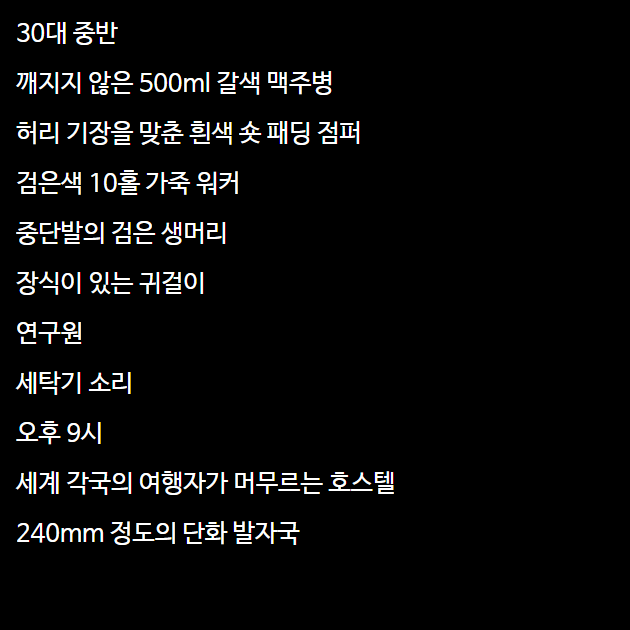 30대 중반
깨지지 않은 500ml 갈색 맥주병
허리 기장을 맞춘 흰색 숏 패딩 점퍼
검은색 10홀 가죽 워커
중단발의 검은 생머리
장식이 있는 귀걸이
연구원
세탁기 소리
오후 9시
세계 각국의 여행자가 머무르는 호스텔
240mm 정도의 단화 발자국